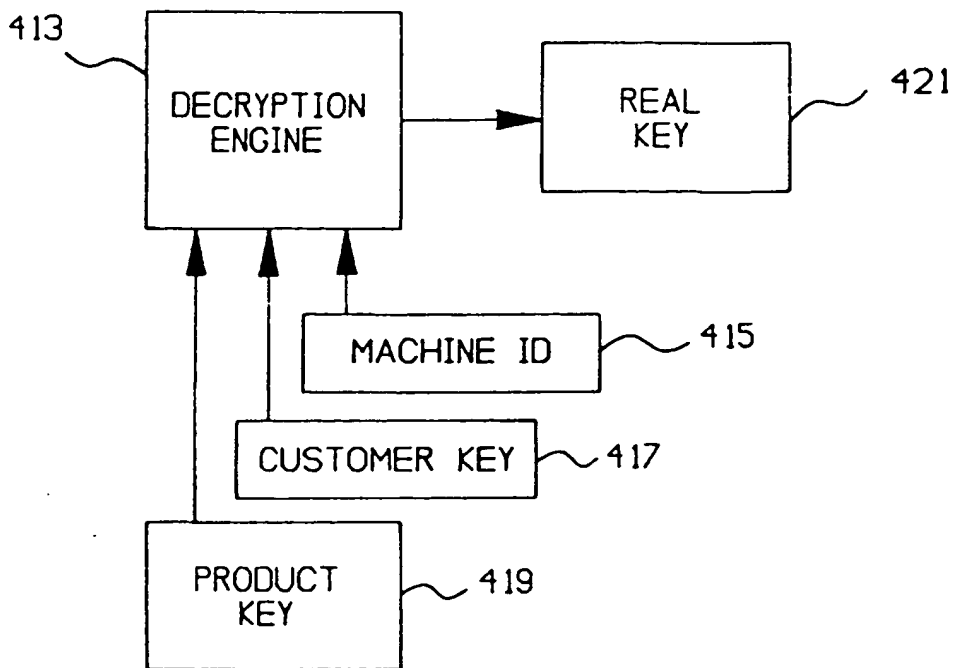 413
DECRYPTION
ENGINE
REAL
KEY
421
MACHINE ID
415
CUSTOMER KEY
417
PRODUCT
KEY
419